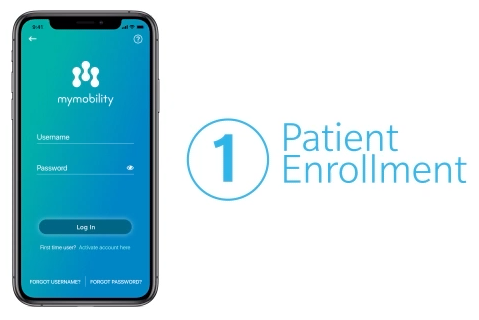 9:41
mymobility
Username
Password
Log In
First time user? Activate account here
FORGOT USERNAME? FORGOT PASSWORD?
1
Patient
Enrollment